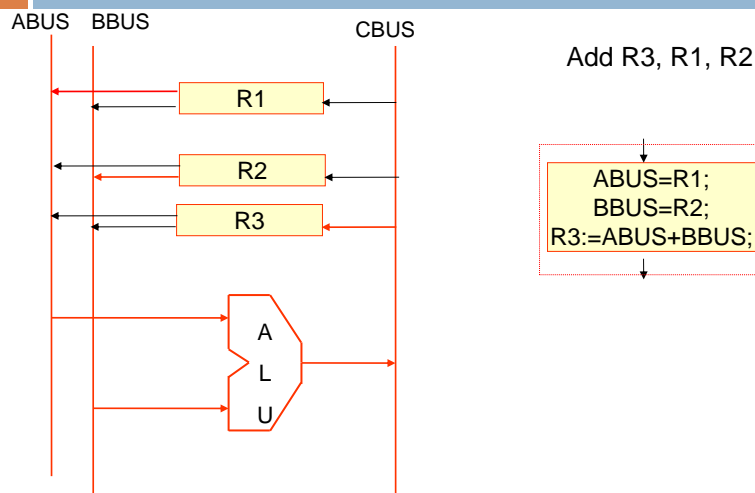 ABUS BBUS CBUS
Add R3, R1, R2
R1
R2
R3
A
L
U
ABUS=R1;
BBUS=R2;
R3:=ABUS+BBUS;